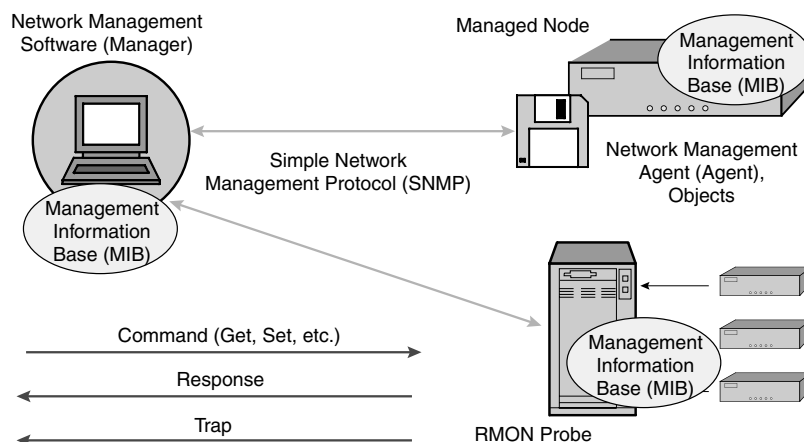 Network Management
Software (Manager)
Managed Node
Management
Information
Base (MIB)
Simple Network
Management Protocol (SNMP)
Network Management
Agent (Agent),
Objects
Management
Information
Base (MIB)
Command (Get, Set, etc.)
Response
Trap
Management
Information
Base (MIB)
RMON Probe